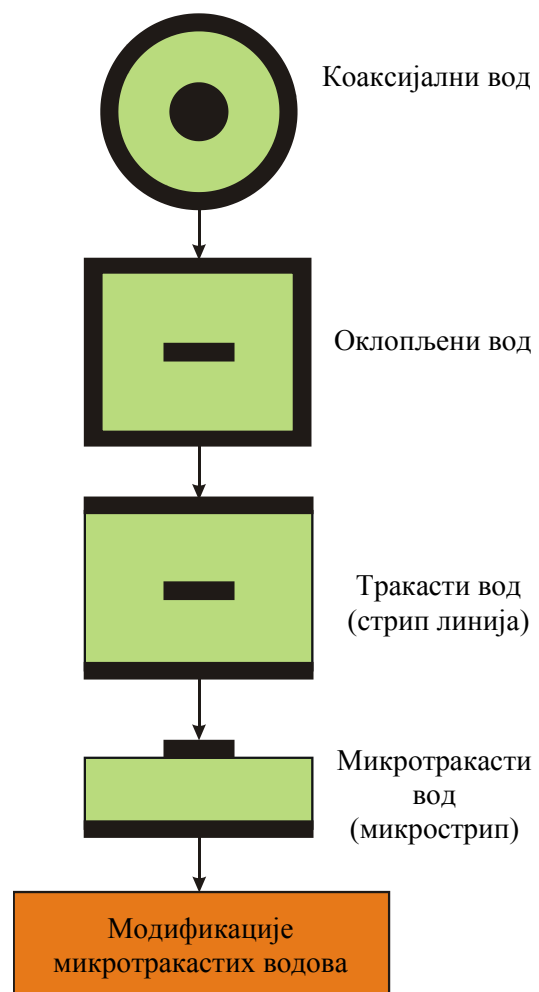 Коаксијални вод
Оклопљени вод
Тракасти вод
(стрип линија)
Микротракасти
вод
(микрострип)
Модификације
микротракастих водова